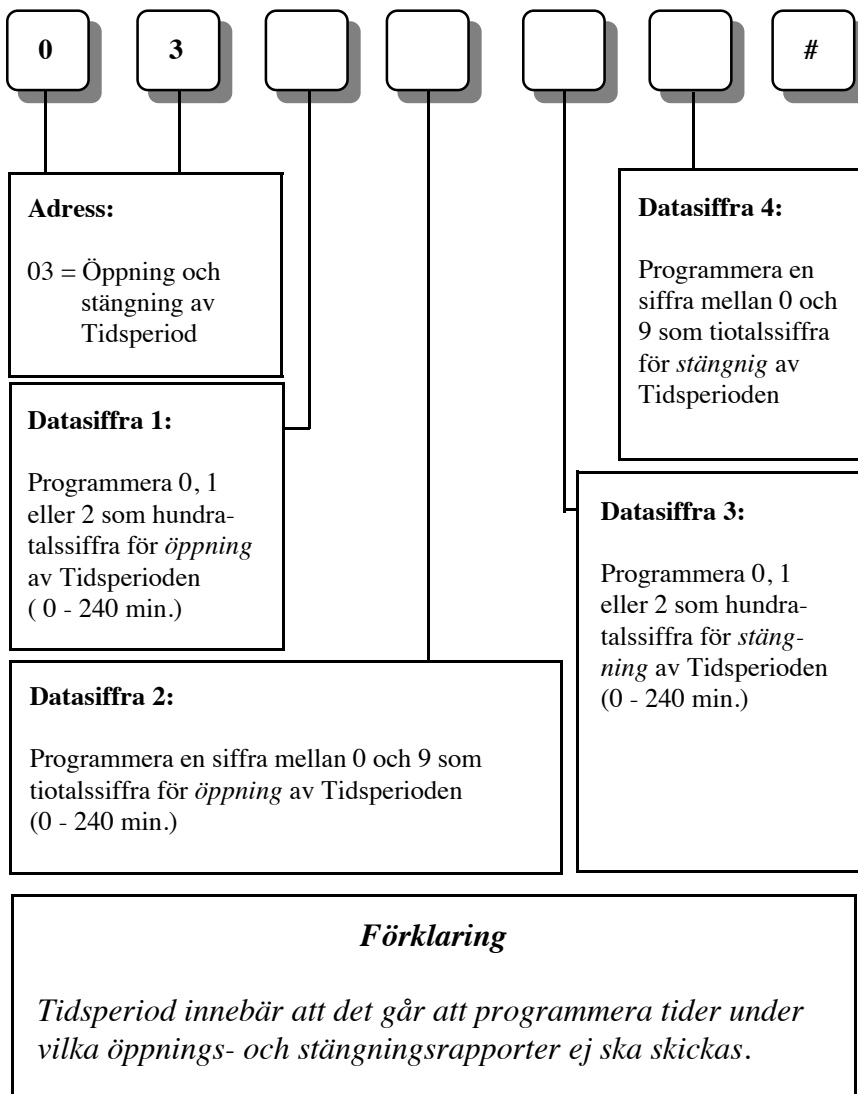 0 3 #
Adress:
03 = Öppning och
stängning av
Tidsperiod
Datasiffra 1:
Programmera 0, 1
eller 2 som hundra-
talssiffra för öppning
av Tidsperioden
( 0 - 240 min.)
Datasiffra 2:
Programmera en siffra mellan 0 och 9 som
tiotalssiffra för öppning av Tidsperioden
(0 - 240 min.)
Datasiffra 4:
Programmera en
siffra mellan 0 och
9 som tiotalssiffra
för stängnig av
Tidsperioden
Datasiffra 3:
Programmera 0, 1
eller 2 som hundra-
talssiffra för stäng-
ning av Tidsperioden
(0 - 240 min.)
Förklaring
Tidsperiod innebär att det går att programmera tider under
vilka öppnings- och stängningsrapporter ej ska skickas.